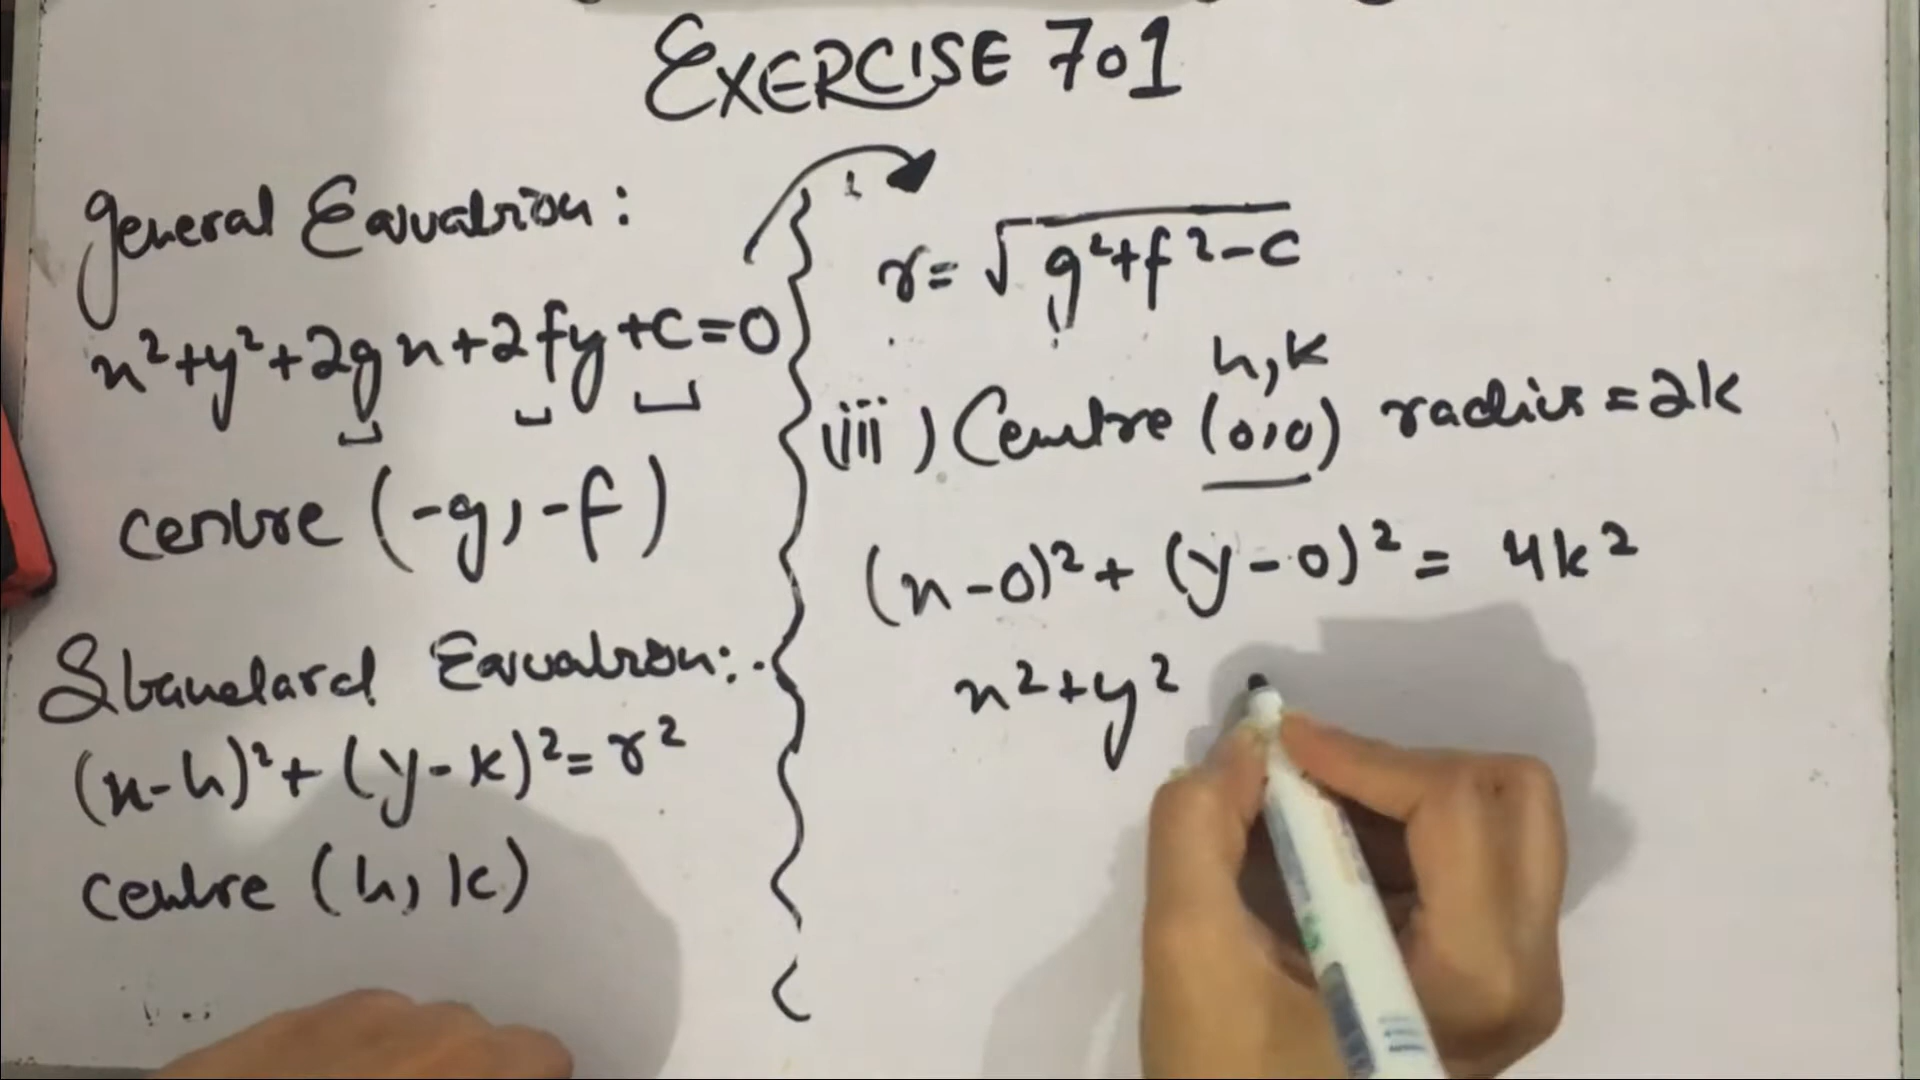 EXERCISE 7.1
General Equation:
x²+y²+2gx+2fy+c=0
centre (-g,-f)
Standard Equation:
(x-h)²+(y-k)²=r²
centre (h, k)
r=√g²+f²-c
h,k
iii) Centre (0,0) radius=2k
(x-0)²+(y-0)²=4k²
x²+y²